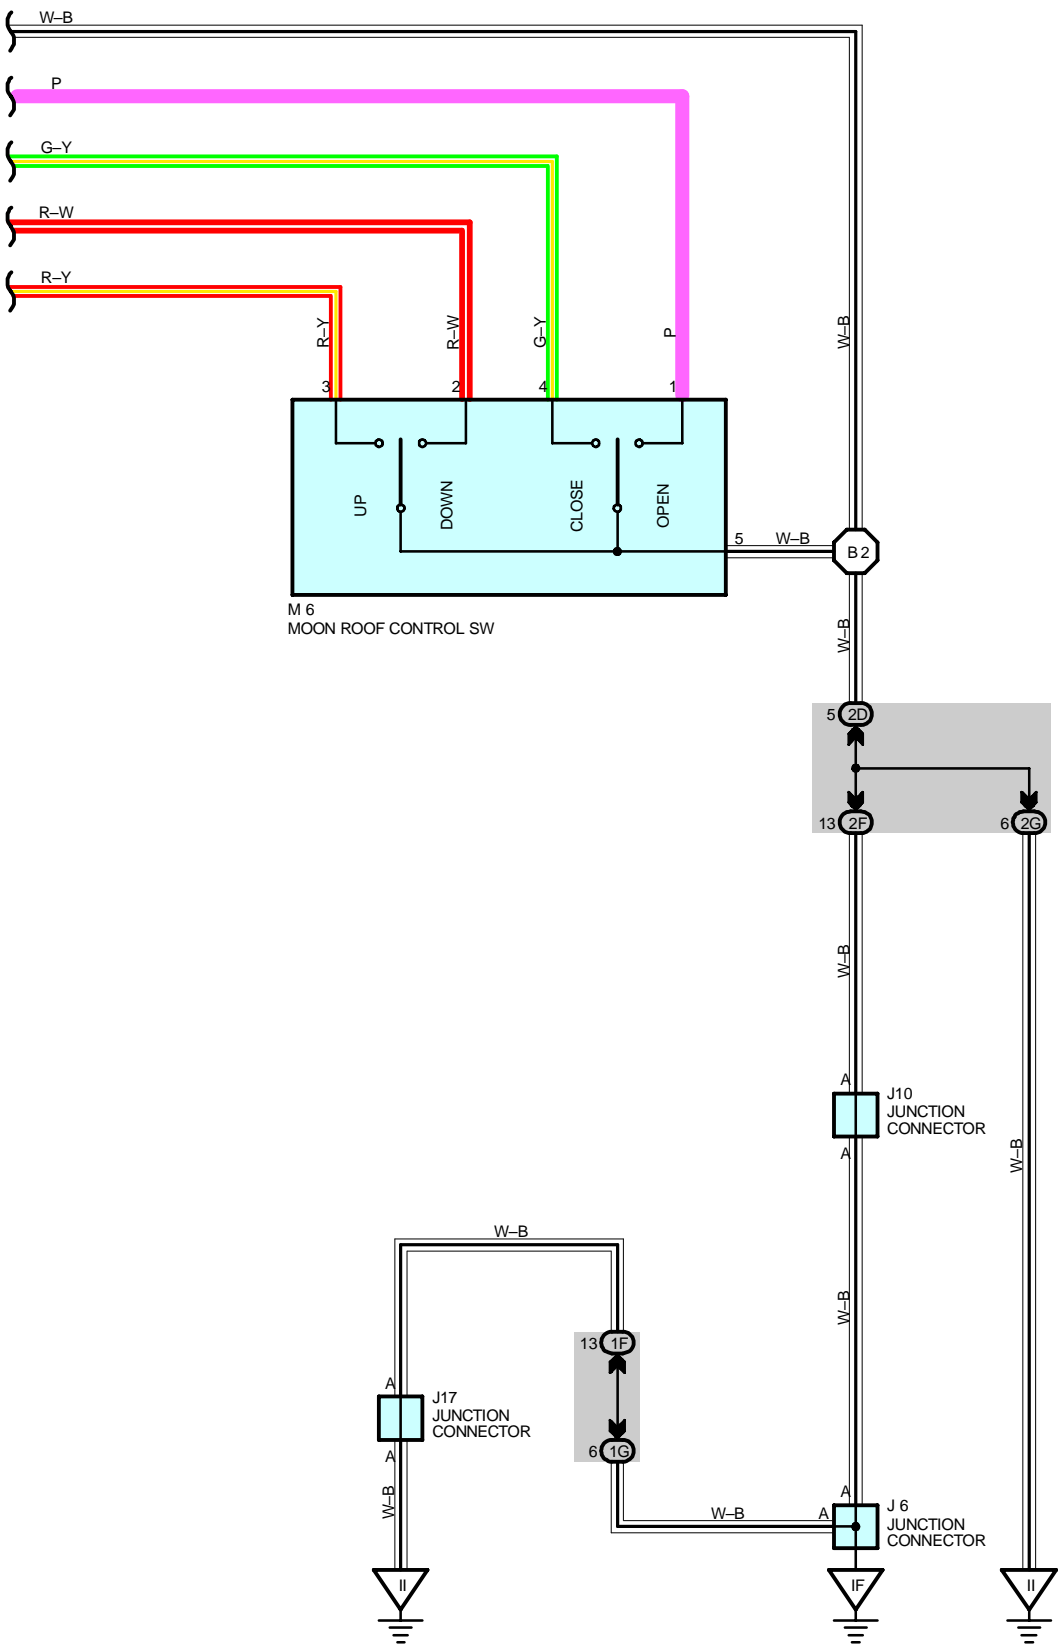 W–B
P
G–Y
R–W
R–Y
R–Y
R–W
G–Y
P
W–B
3
2
4
1
UP
DOWN
CLOSE
OPEN
5
W–B
B 2
M 6
MOON ROOF CONTROL SW
W–B
5
2D
13
2F
6
2G
W–B
A
J10
JUNCTION
CONNECTOR
A
W–B
W–B
W–B
13
1F
A
J17
JUNCTION
CONNECTOR
A
6
1G
W–B
W–B
A
A
J 6
JUNCTION
CONNECTOR
II
IF
II